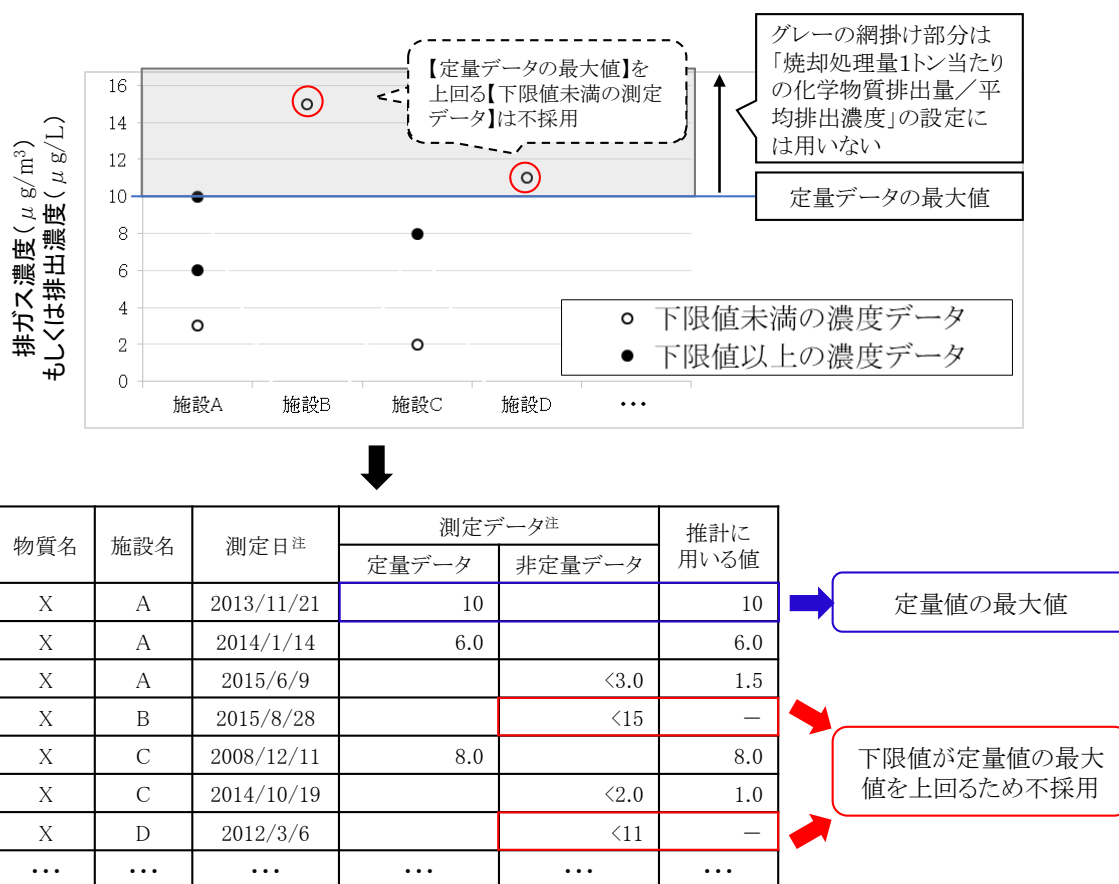 【定量データの最大値】を
上回る【下限値未満の測定
データ】は不採用
グレーの網掛け部分は
「焼却処理量1トン当たり
の化学物質排出量／平
均排出濃度」の設定に
は用いない
定量データの最大値
排ガス濃度(μg/m³)
もしくは排出濃度(μg/L)
16
14
12
10
8
6
4
2
0
下限値未満の濃度データ
下限値以上の濃度データ
施設A 施設B 施設C 施設D …
物質名 施設名 測定日注 測定データ注 推計に
用いる値
定量データ 非定量データ
X A 2013/11/21 10 10
X A 2014/1/14 6.0 6.0
X A 2015/6/9 <3.0 1.5
X B 2015/8/28 <15 －
X C 2008/12/11 8.0 8.0
X C 2014/10/19 <2.0 1.0
X D 2012/3/6 <11 －
… … … … … …
定量値の最大値
下限値が定量値の最大
値を上回るため不採用